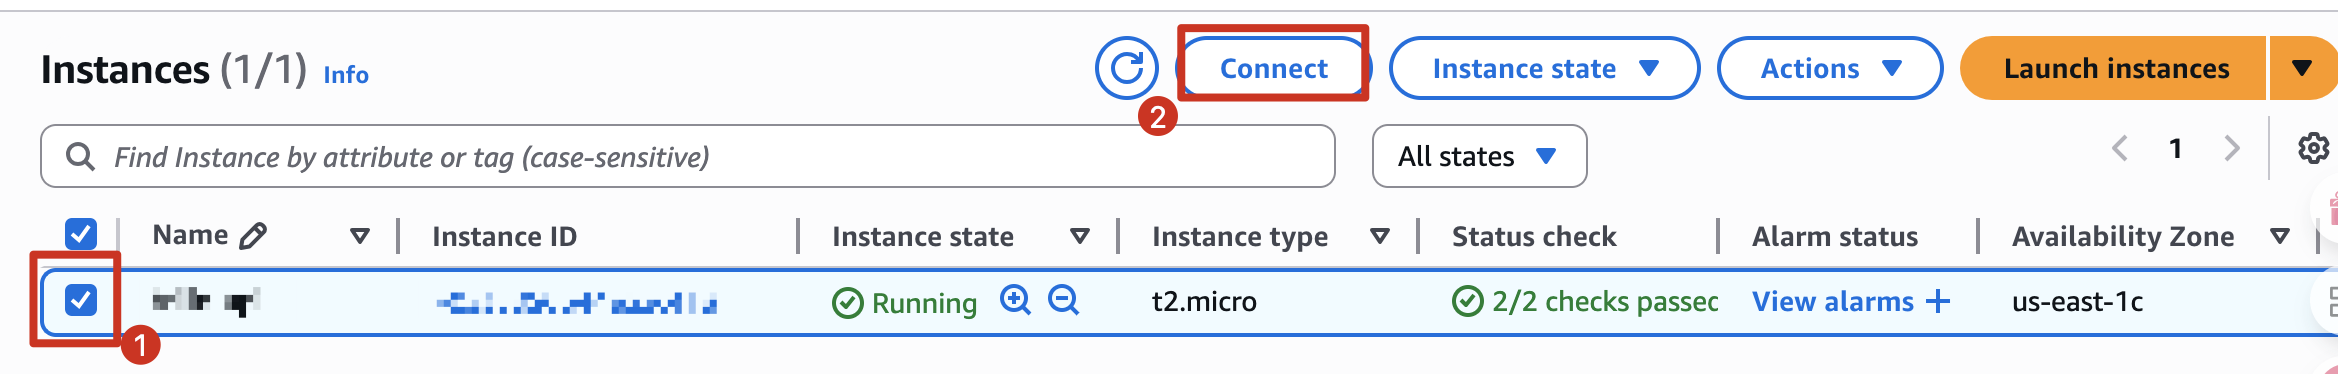 Instances (1/1) Info Connect Instance state Actions Launch instances
2
Find Instance by attribute or tag (case-sensitive) All states 1
Name Instance ID Instance state Instance type Status check Alarm status Availability Zone
Running t2.micro 2/2 checks passec View alarms + us-east-1c
1